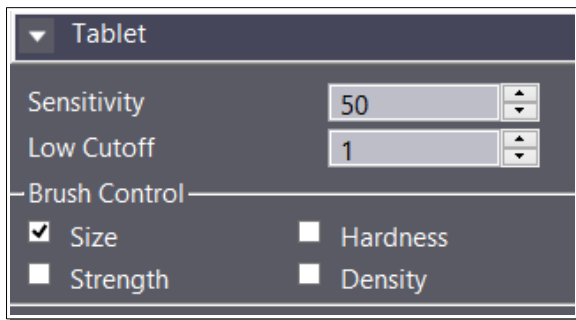 Tablet
Sensitivity 50
Low Cutoff 1
Brush Control
Size Hardness
Strength Density